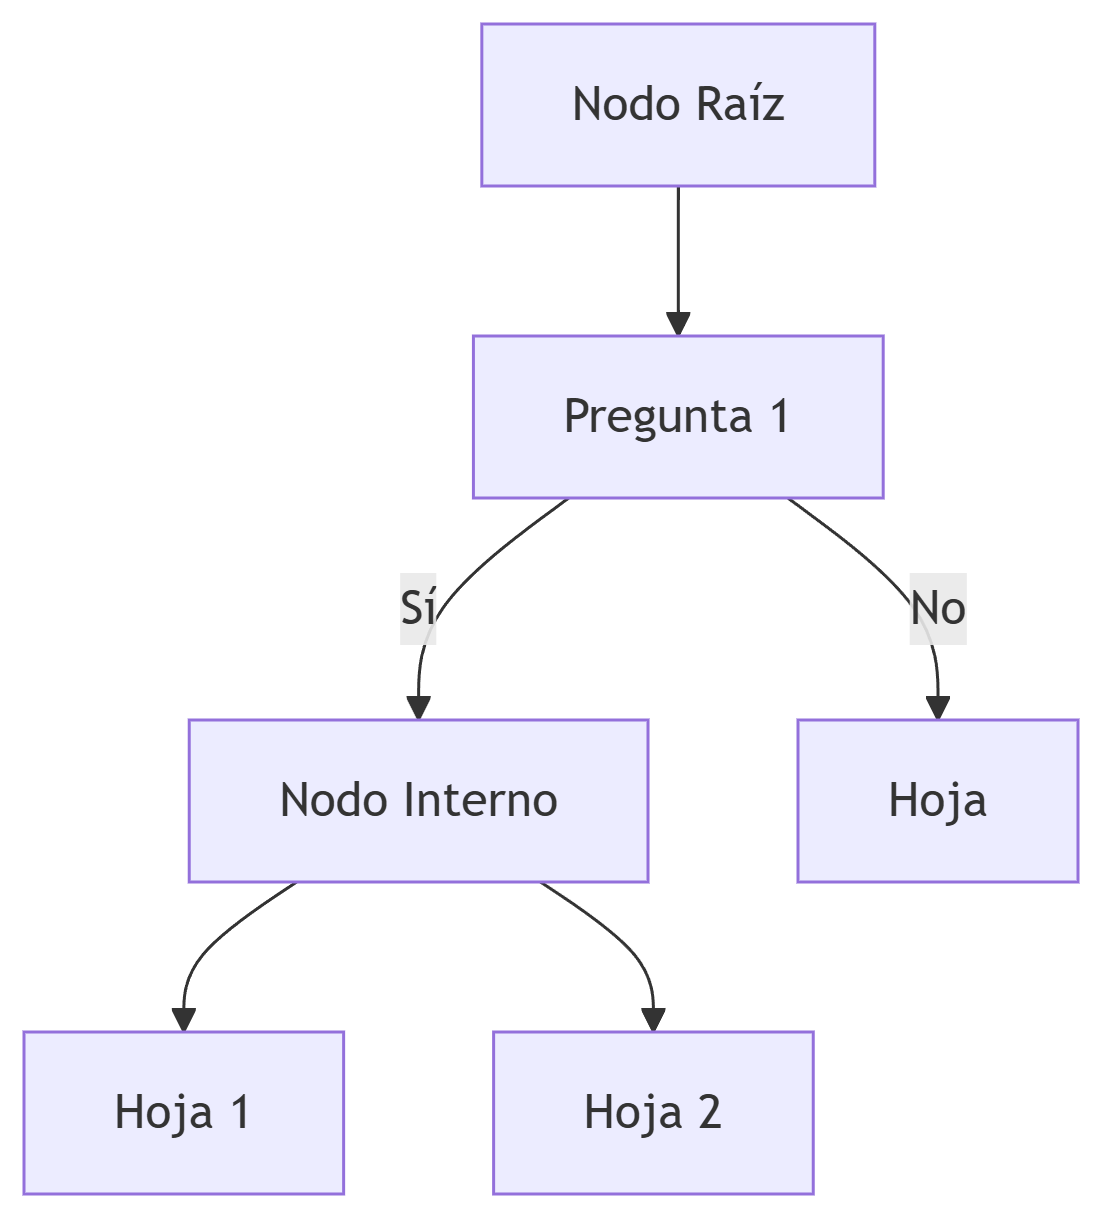 Nodo Raíz
Pregunta 1
Sí
No
Nodo Interno
Hoja
Hoja 1
Hoja 2